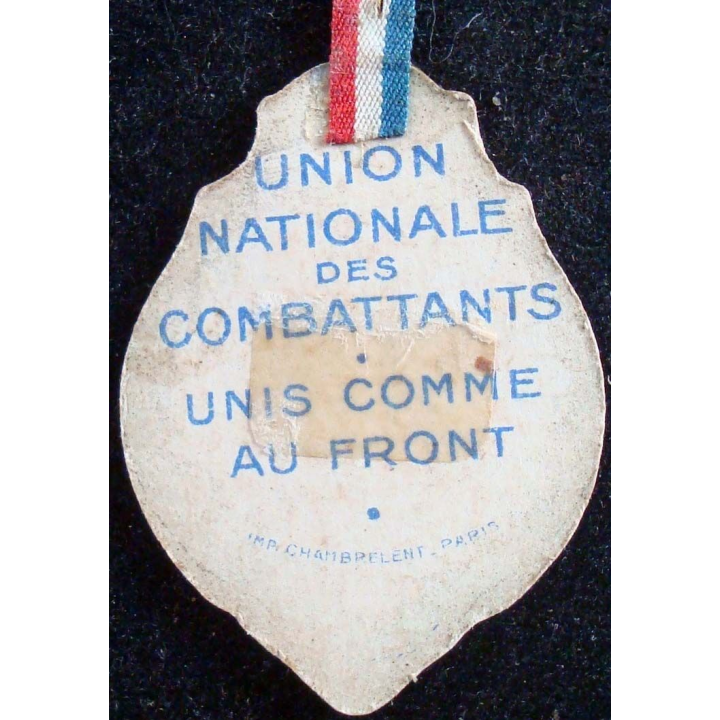 UNION
NATIONALE
DES
COMBATTANTS
UNIS COMME
AU FRONT
IMP. CHAMBRELENT - PARIS